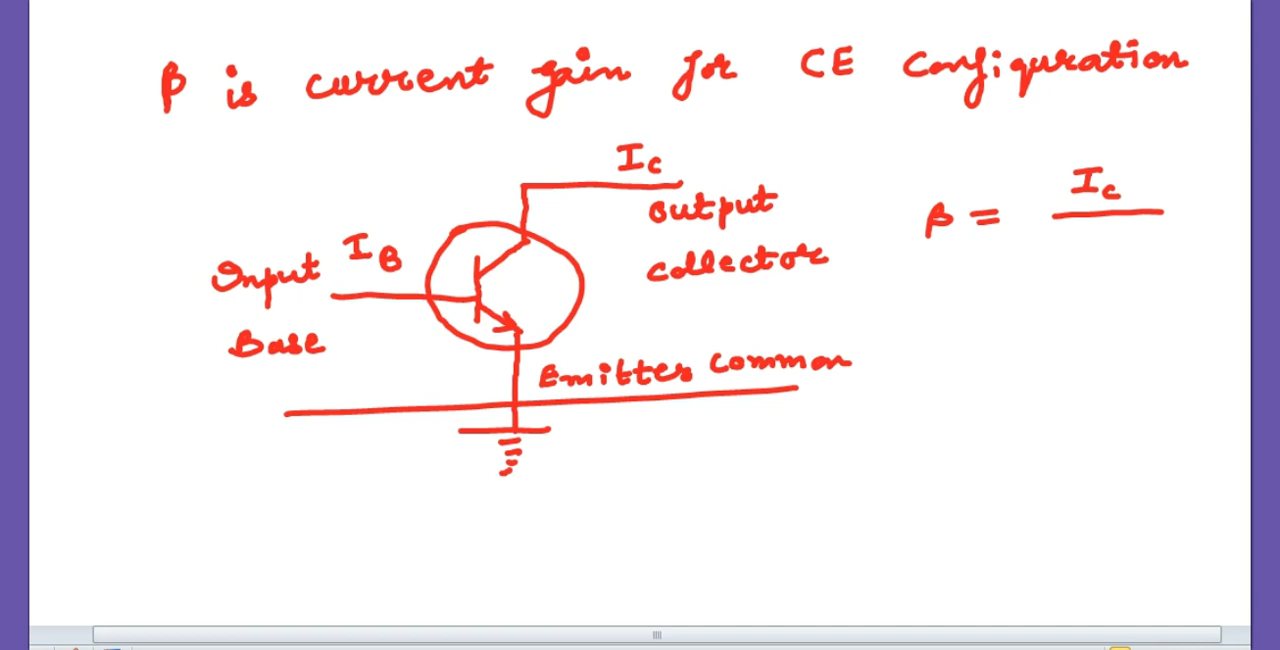 β is current gain for CE Configuration
Ic
output
collector
IB
Input
Base
Emitter Common
β = Ic